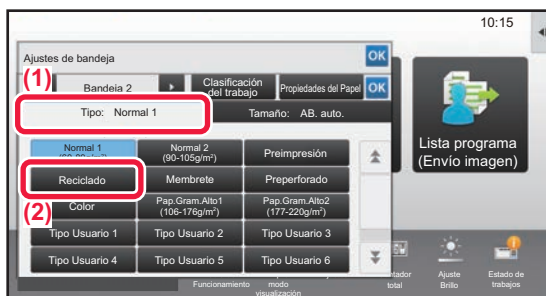 10:15
Ajustes de bandeja
OK
(1)
Bandeja 2
Clasificación
del trabajo
Propiedades del Papel
OK
Tipo: Normal 1
Tamaño: AB. auto.
Normal 1
Normal 2
(90-105g/m²)
Preimpresión
Reciclado
Membrete
Preperforado
(2)
Color
Pap.Gram.Alto1
(106-176g/m²)
Pap.Gram.Alto2
(177-220g/m²)
Tipo Usuario 1
Tipo Usuario 2
Tipo Usuario 3
Tipo Usuario 4
Tipo Usuario 5
Tipo Usuario 6
Lista programa
(Envío imagen)
Funcionamiento
modo
visualización
total
Ajuste
Brillo
Estado de
trabajos